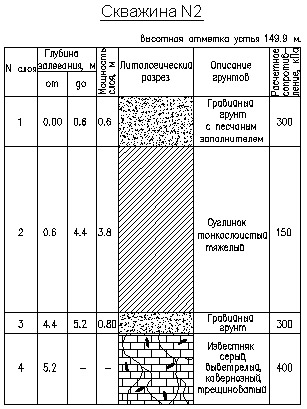 Скважина N2
высотная отметка устья 149.9 м.
N слоя
Глубина залегания, м
от
до
Мощность слоя, м
Литологический разрез
Описание грунтов
Расчетное сопротивление, кПа
1
0.00
0.6
0.6
Гравийный
грунт
с песчаным
заполнителем
300
2
0.6
4.4
3.8
Суглинок
тонкослоистый
тяжелый
150
3
4.4
5.2
0.80
Гравийный
грунт
300
4
5.2
–
–
Известняк
серый,
выветрелый,
кавернозный,
трещиноватый
400